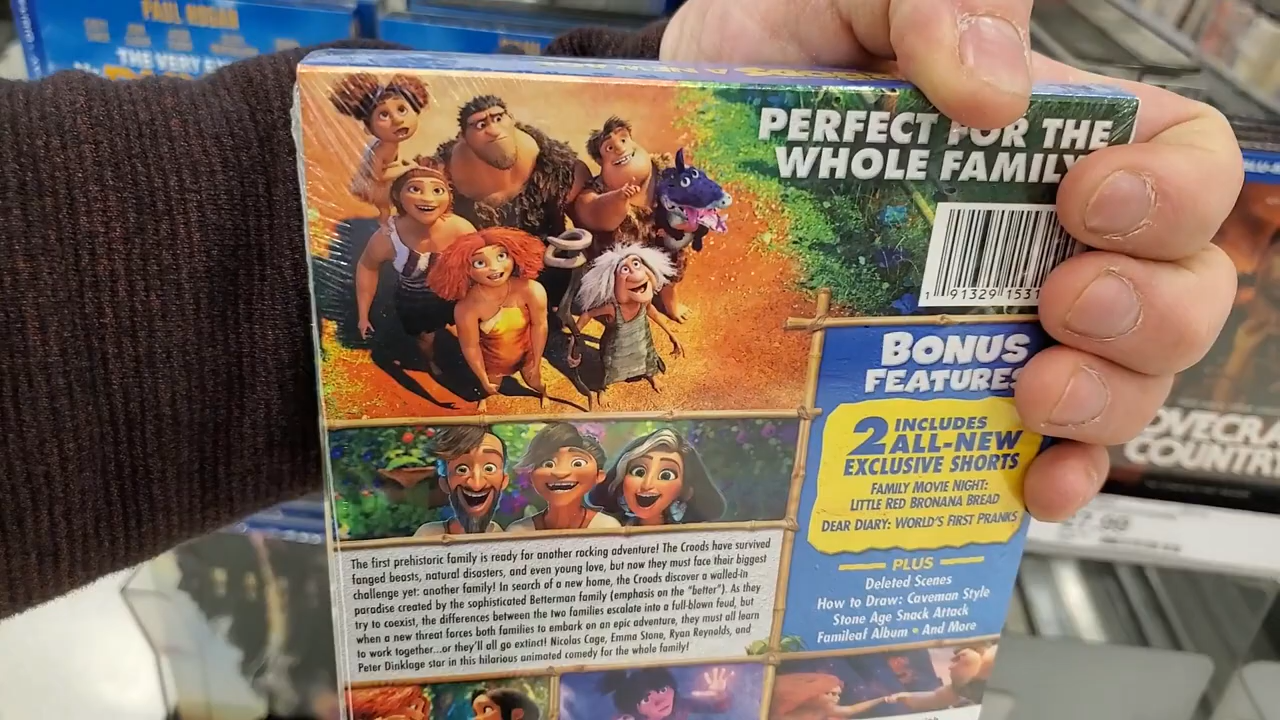 PAUL HOGAN
THE VERY EX
A NEW
PERFECT FOR THE
WHOLE FAMILY
1 91329 1531
BONUS
FEATURES
2 INCLUDES
ALL-NEW
EXCLUSIVE SHORTS
FAMILY MOVIE NIGHT:
LITTLE RED BRONANA BREAD
DEAR DIARY: WORLD'S FIRST PRANKS
PLUS
Deleted Scenes
How to Draw: Caveman Style
Stone Age Snack Attack
Famileaf Album • And More
The first prehistoric family is ready for another rocking adventure! The Croods have survived
fanged beasts, natural disasters, and even young love, but now they must face their biggest
challenge yet: another family! In search of a new home, the Croods discover a walled-in
paradise created by the sophisticated Betterman family (emphasis on the "better"). As they
try to coexist, the differences between the two families escalate into a full-blown feud, but
when a new threat forces both families to embark on an epic adventure, they must all learn
to work together...or they'll all go extinct! Nicolas Cage, Emma Stone, Ryan Reynolds, and
Peter Dinklage star in this hilarious animated comedy for the whole family!
OVECRA
COUNTRY